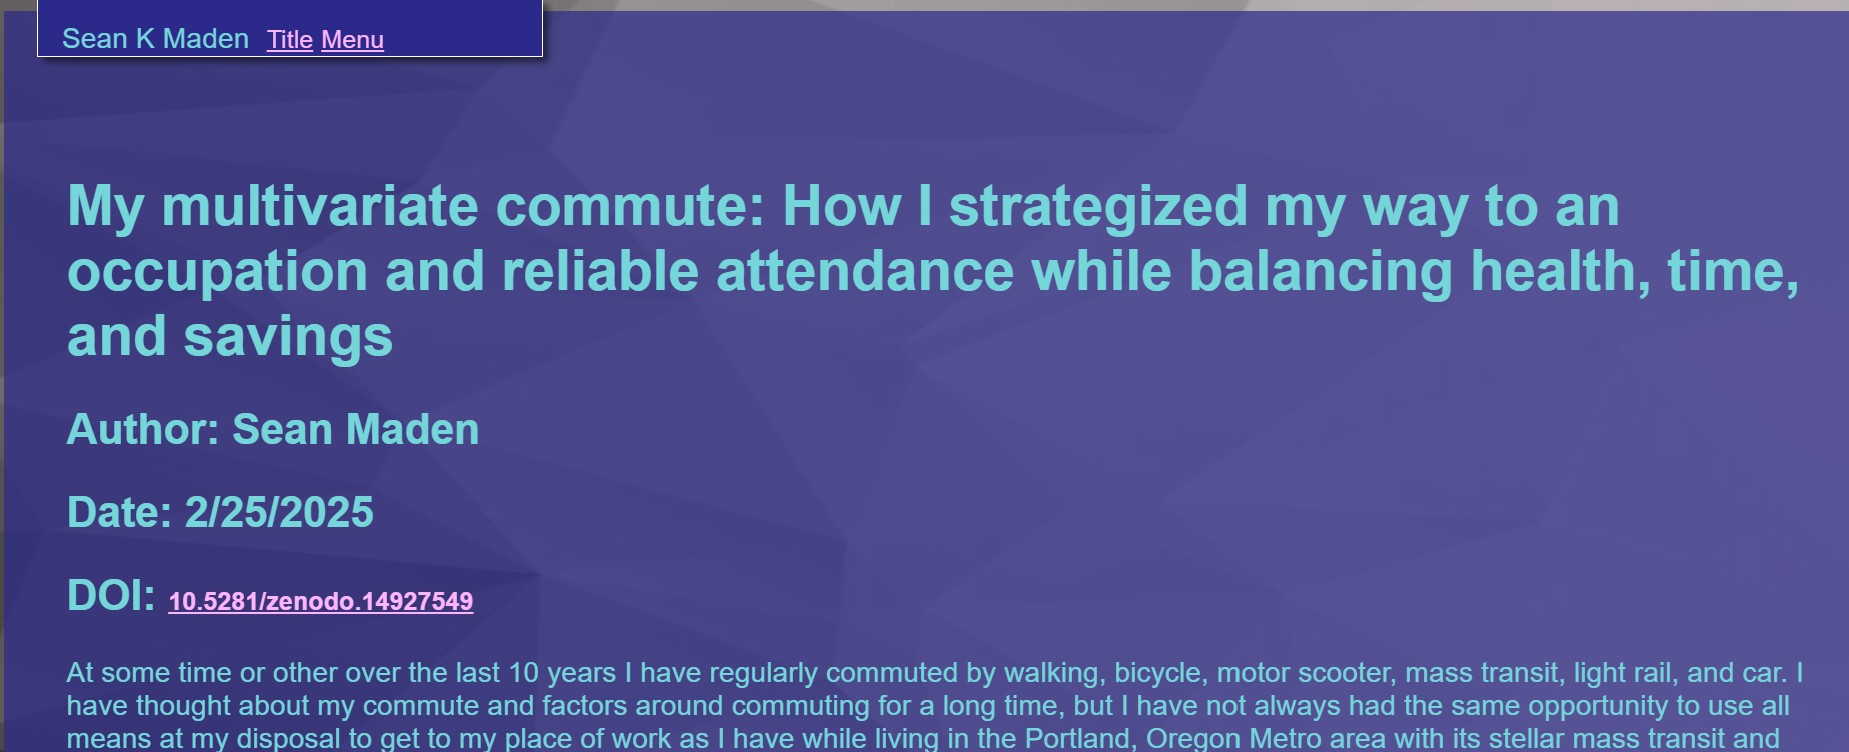 Sean K Maden Title Menu
My multivariate commute: How I strategized my way to an
occupation and reliable attendance while balancing health, time,
and savings
Author: Sean Maden
Date: 2/25/2025
DOI: 10.5281/zenodo.14927549
At some time or other over the last 10 years I have regularly commuted by walking, bicycle, motor scooter, mass transit, light rail, and car. I
have thought about my commute and factors around commuting for a long time, but I have not always had the same opportunity to use all
means at my disposal to get to my place of work as I have while living in the Portland, Oregon Metro area with its stellar mass transit and